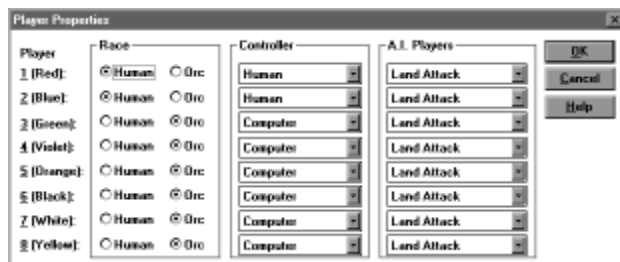 Player Properties
Player Race Controller A.I. Players
1 (Red): Human Orc Human Land Attack OK
2 (Blue): Human Orc Human Land Attack Cancel
3 (Green): Human Orc Computer Land Attack Help
4 (Violet): Human Orc Computer Land Attack
5 (Orange): Human Orc Computer Land Attack
6 (Black): Human Orc Computer Land Attack
7 (White): Human Orc Computer Land Attack
8 (Yellow): Human Orc Computer Land Attack